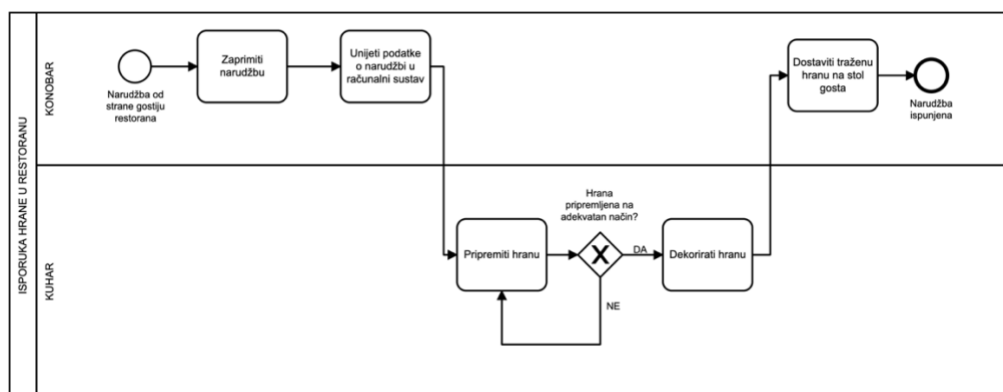 ISPORUKA HRANE U RESTORANU
KONOBAR
Narudžba od
strane gostiju
restorana
Zaprimiti
narudžbu
Unijeti podatke
o narudžbi u
računalni sustav
Dostaviti traženu
hranu na stol
gosta
Narudžba
ispunjena
KUHAR
Pripremiti hranu
Hrana
pripremljena na
adekvatan način?
DA
NE
Dekorirati hranu